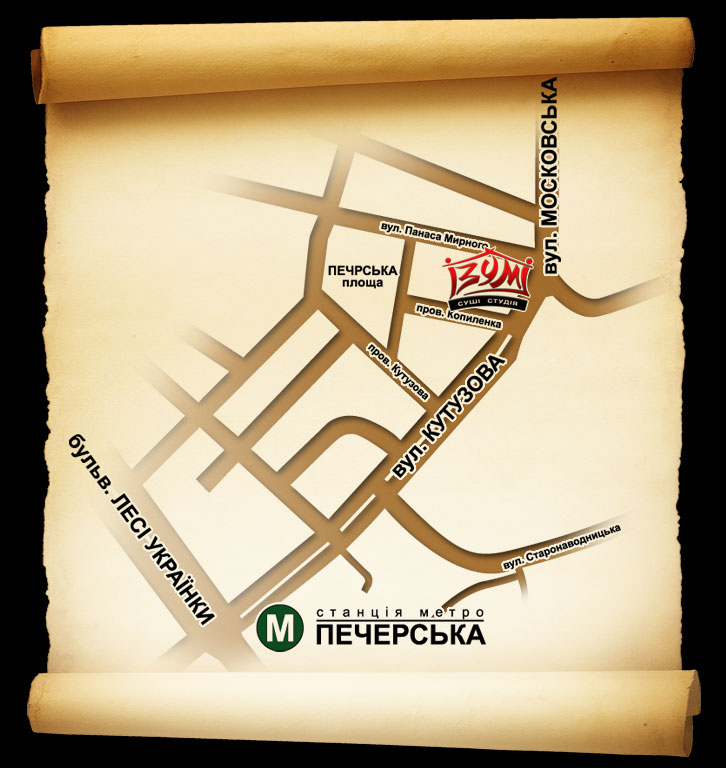 вул. МОСКОВСЬКА
вул. Панаса Мирного
ІЗУМІ
СУШІ СТУДІЯ
ПЕЧРСЬКА
площа
пров. Копиленка
пров. Кутузова
вул. КУТУЗОВА
бульв. ЛЕСІ УКРАЇНКИ
вул. Старонаводницька
М
станція метро
ПЕЧЕРСЬКА